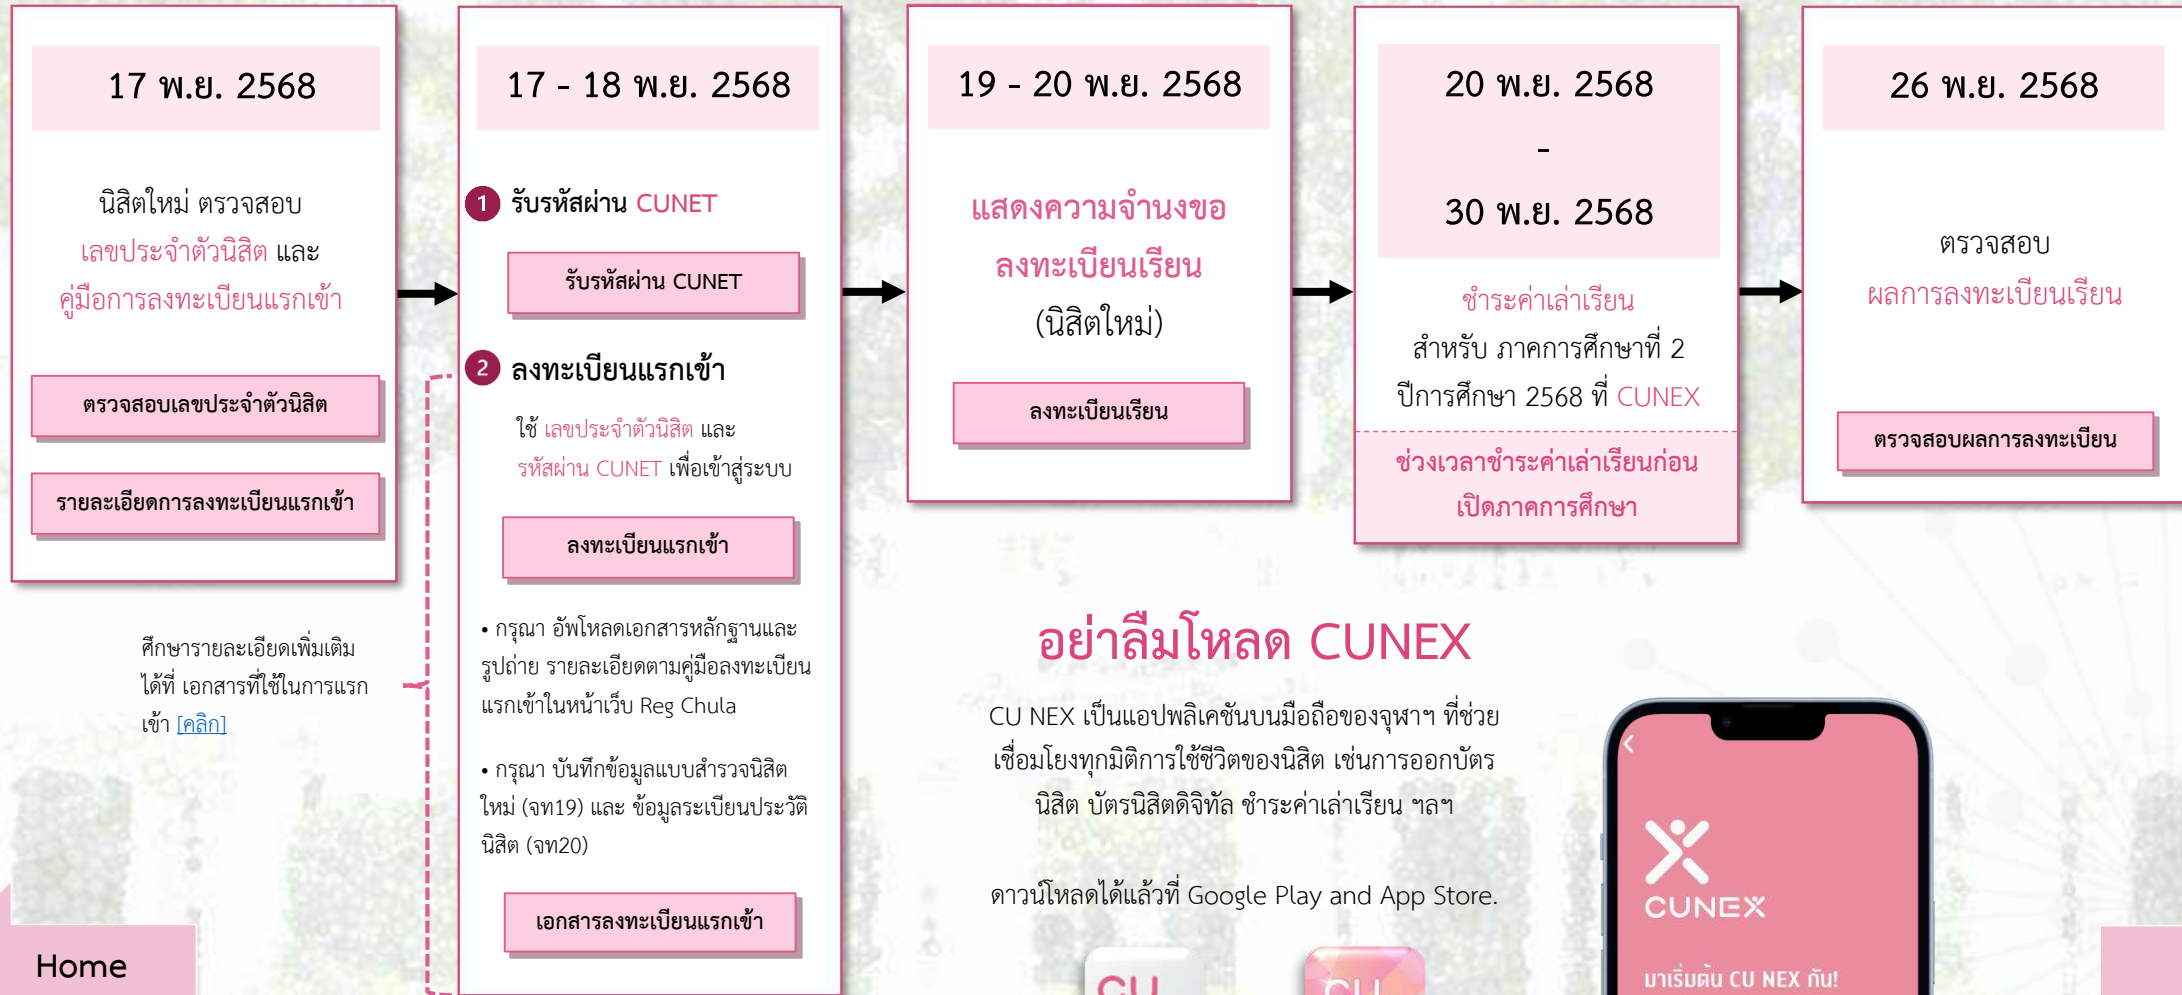 17 พ.ย. 2568
นิสิตใหม่ ตรวจสอบ
เลขประจำตัวนิสิต และ
คู่มือการลงทะเบียนแรกเข้า
ตรวจสอบเลขประจำตัวนิสิต
รายละเอียดการลงทะเบียนแรกเข้า
ศึกษารายละเอียดเพิ่มเติม
ได้ที่ เอกสารที่ใช้ในการแรก
เข้า [คลิก]
17 - 18 พ.ย. 2568
1 รับรหัสผ่าน CUNET
รับรหัสผ่าน CUNET
2 ลงทะเบียนแรกเข้า
ใช้ เลขประจำตัวนิสิต และ
รหัสผ่าน CUNET เพื่อเข้าสู่ระบบ
ลงทะเบียนแรกเข้า
• กรุณา อัพโหลดเอกสารหลักฐานและ
รูปถ่าย รายละเอียดตามคู่มือลงทะเบียน
แรกเข้าในหน้าเว็บ Reg Chula
• กรุณา บันทึกข้อมูลแบบสำรวจนิสิต
ใหม่ (จท19) และ ข้อมูลระเบียนประวัติ
นิสิต (จท20)
เอกสารลงทะเบียนแรกเข้า
19 - 20 พ.ย. 2568
แสดงความจำนงขอ
ลงทะเบียนเรียน
(นิสิตใหม่)
ลงทะเบียนเรียน
20 พ.ย. 2568
-
30 พ.ย. 2568
ชำระค่าเล่าเรียน
สำหรับ ภาคการศึกษาที่ 2
ปีการศึกษา 2568 ที่ CUNEX
ช่วงเวลาชำระค่าเล่าเรียนก่อน
เปิดภาคการศึกษา
26 พ.ย. 2568
ตรวจสอบ
ผลการลงทะเบียนเรียน
ตรวจสอบผลการลงทะเบียน
อย่าลืมโหลด CUNEX
CU NEX เป็นแอปพลิเคชันบนมือถือของจุฬาฯ ที่ช่วย
เชื่อมโยงทุกมิติการใช้ชีวิตของนิสิต เช่นการออกบัตร
นิสิต บัตรนิสิตดิจิทัล ชำระค่าเล่าเรียน ฯลฯ
ดาวน์โหลดได้แล้วที่ Google Play and App Store.
CU
CU
CUNEX
มาเริ่มต้น CU NEX กัน!
Home